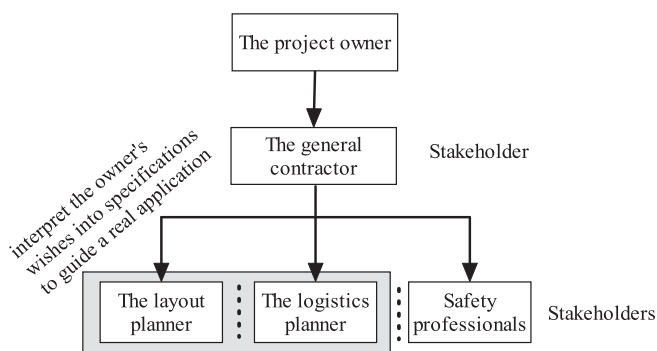 The project owner
The general
contractor
Stakeholder
interpret the owner's
wishes into specifications
to guide a real application
The layout
planner
The logistics
planner
Safety
professionals
Stakeholders